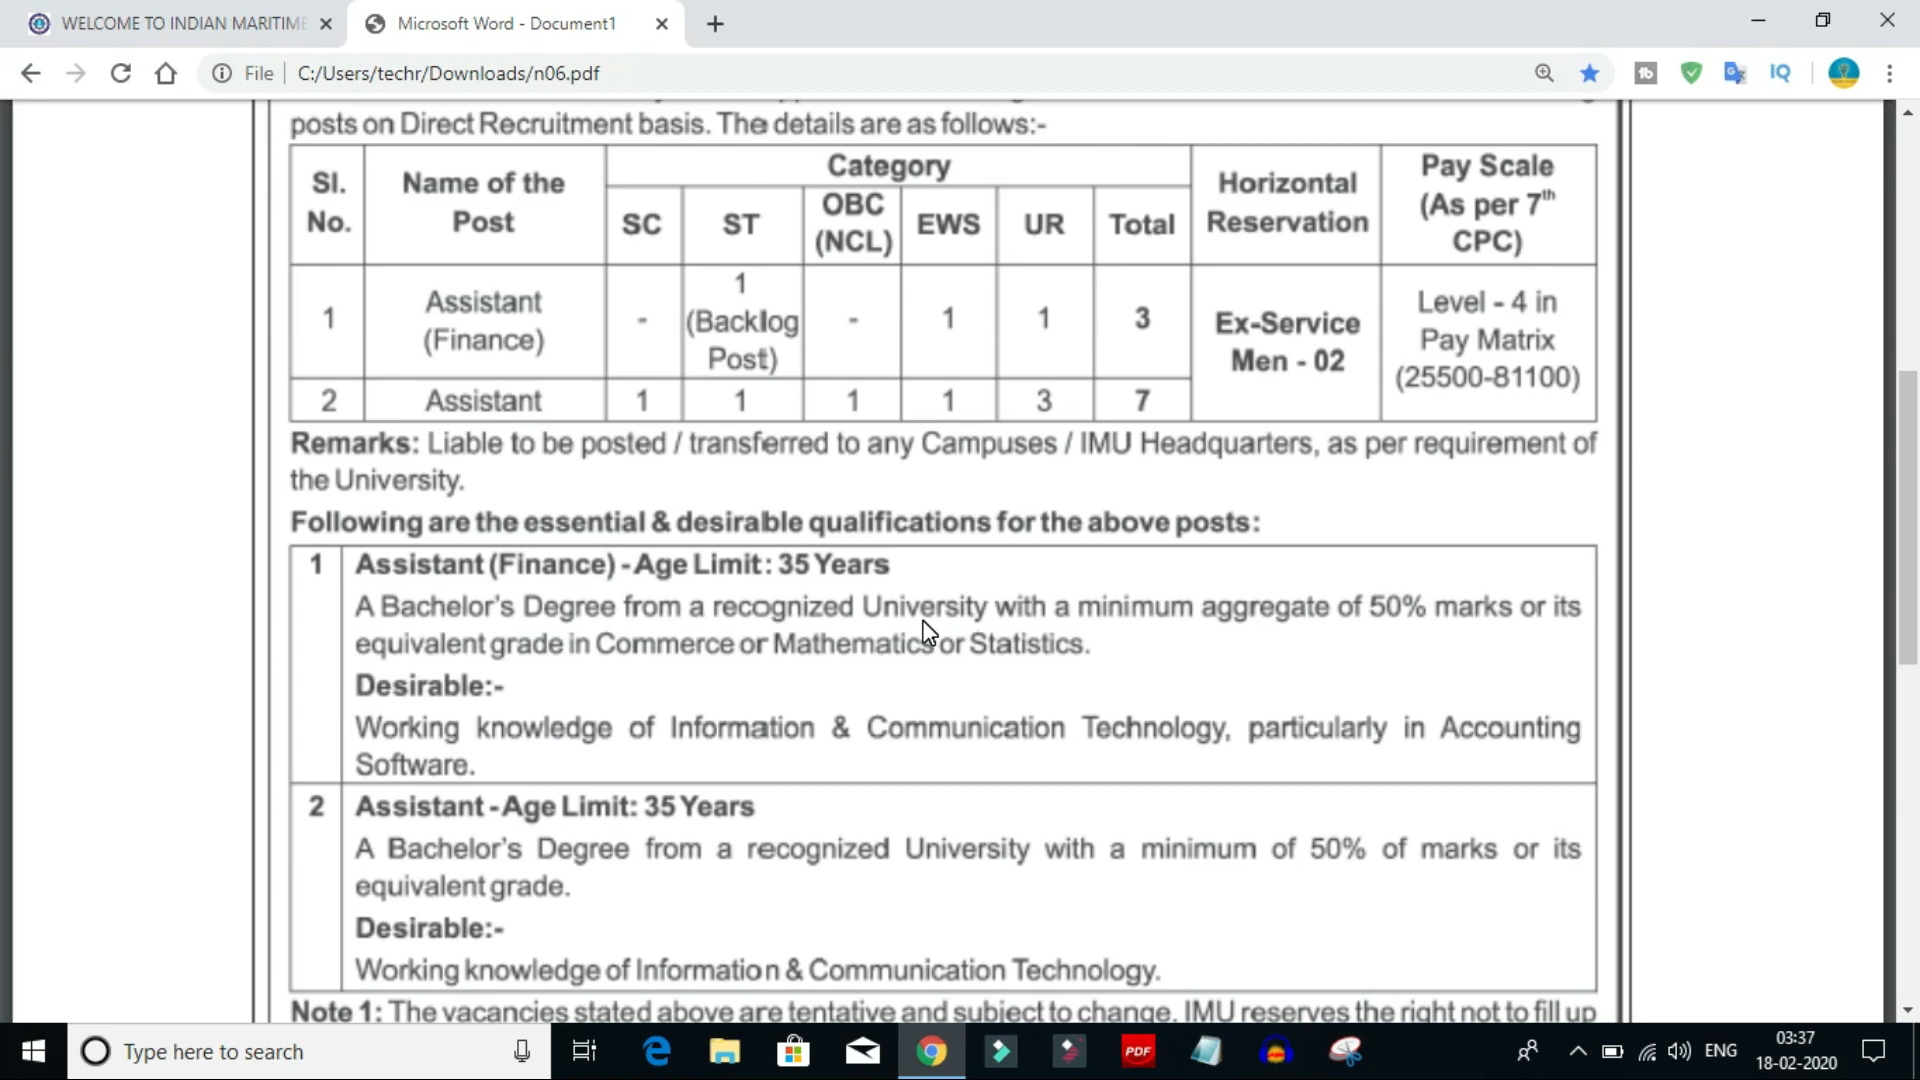 WELCOME TO INDIAN MARITIME
Microsoft Word - Document1
File
C:/Users/techr/Downloads/n06.pdf
posts on Direct Recruitment basis. The details are as follows:-
Sl. No.
Name of the Post
Category
SC
ST
OBC (NCL)
EWS
UR
Total
Horizontal Reservation
Pay Scale (As per 7th CPC)
1
Assistant (Finance)
-
1 (Backlog Post)
-
1
1
3
Ex-Service Men - 02
Level - 4 in Pay Matrix (25500-81100)
2
Assistant
1
1
1
1
3
7
Remarks: Liable to be posted / transferred to any Campuses / IMU Headquarters, as per requirement of
the University.
Following are the essential & desirable qualifications for the above posts:
1 Assistant (Finance) - Age Limit: 35 Years
A Bachelor's Degree from a recognized University with a minimum aggregate of 50% marks or its
equivalent grade in Commerce or Mathematics or Statistics.
Desirable:-
Working knowledge of Information & Communication Technology, particularly in Accounting
Software.
2 Assistant - Age Limit: 35 Years
A Bachelor's Degree from a recognized University with a minimum of 50% of marks or its
equivalent grade.
Desirable:-
Working knowledge of Information & Communication Technology.
Note 1: The vacancies stated above are tentative and subject to change. IMU reserves the right not to fill up
Type here to search
PDF
ENG
03:37
18-02-2020